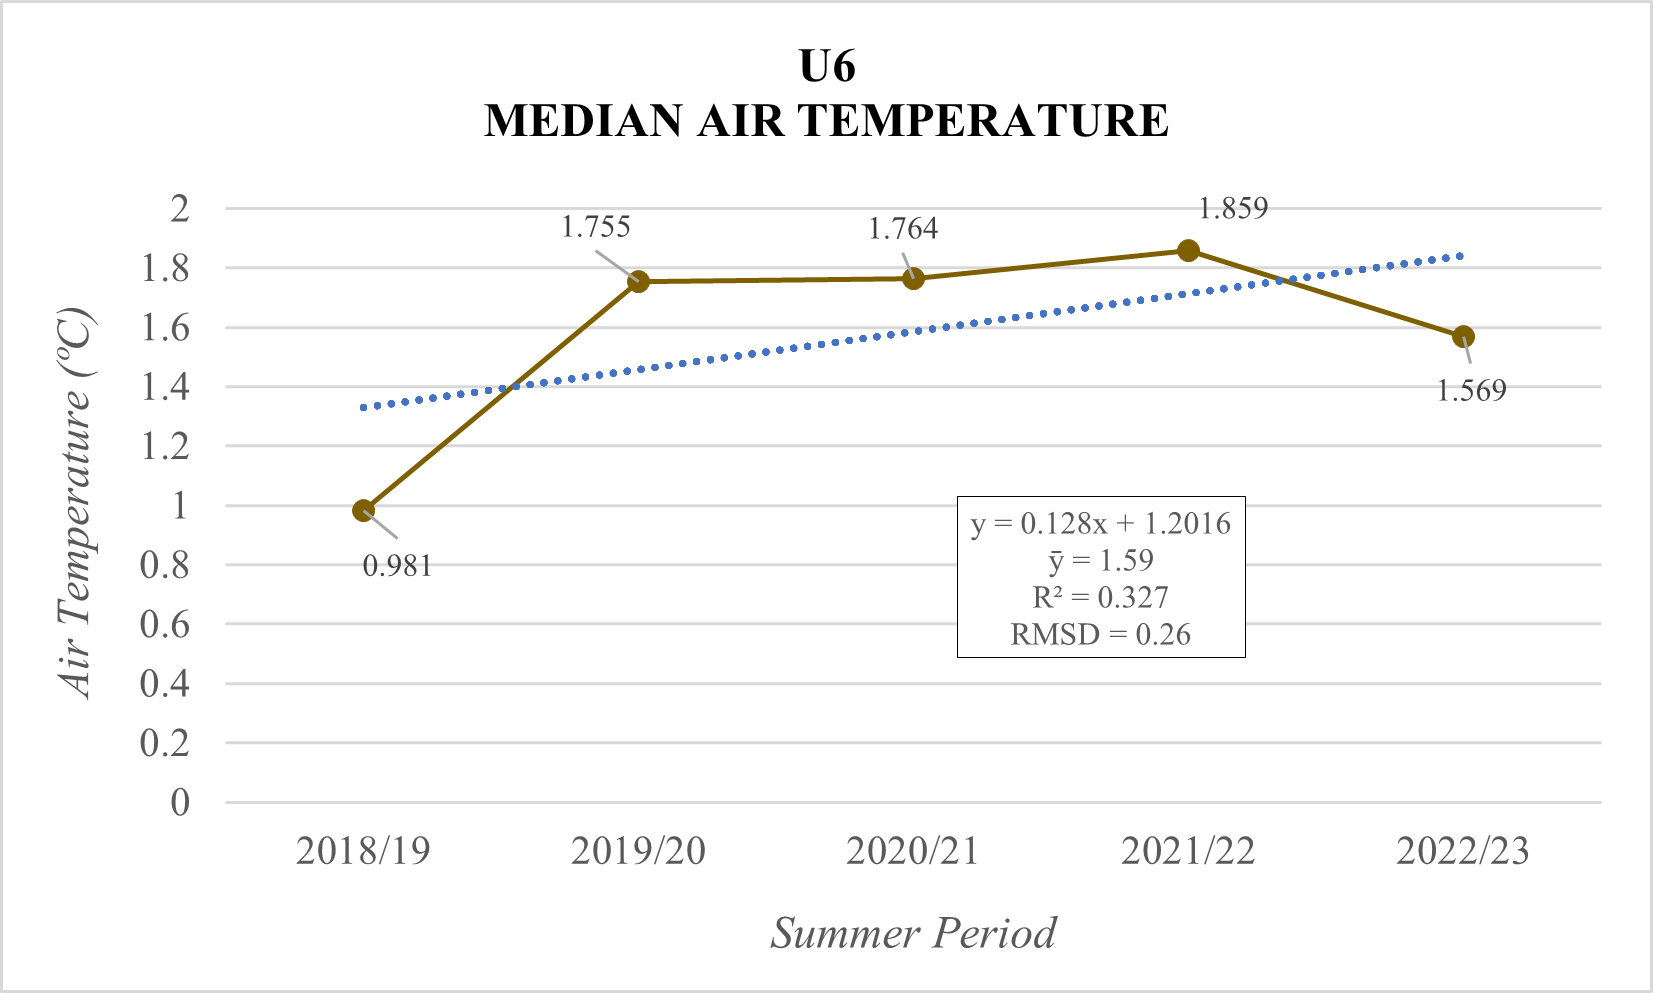 U6
MEDIAN AIR TEMPERATURE
Air Temperature (ºC)
2
1.8
1.6
1.4
1.2
1
0.8
0.6
0.4
0.2
0
0.981
1.755
1.764
1.859
1.569
y = 0.128x + 1.2016
ȳ = 1.59
R² = 0.327
RMSD = 0.26
2018/19 2019/20 2020/21 2021/22 2022/23
Summer Period